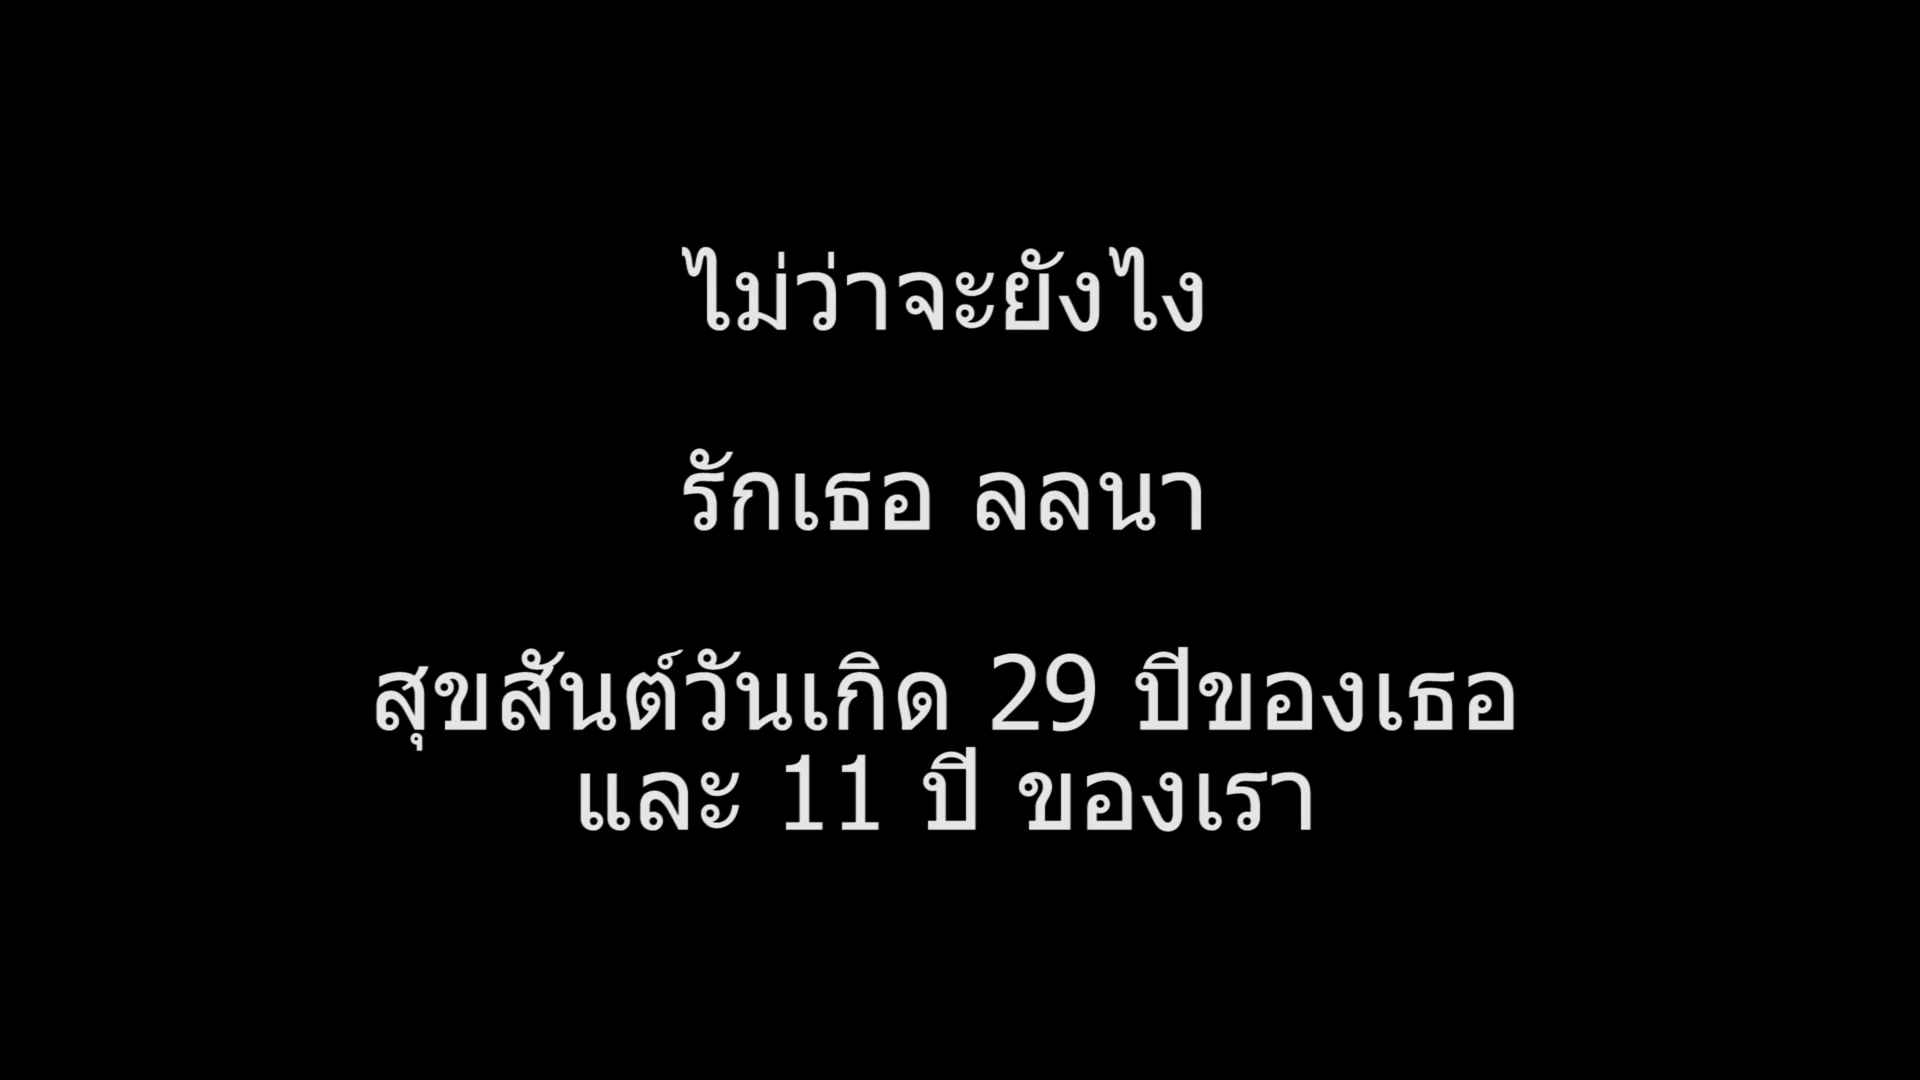 ไม่ว่าจะยังไง
รักเธอ ลลนา
สุขสันต์วันเกิด 29 ปีของเธอ
และ 11 ปี ของเรา